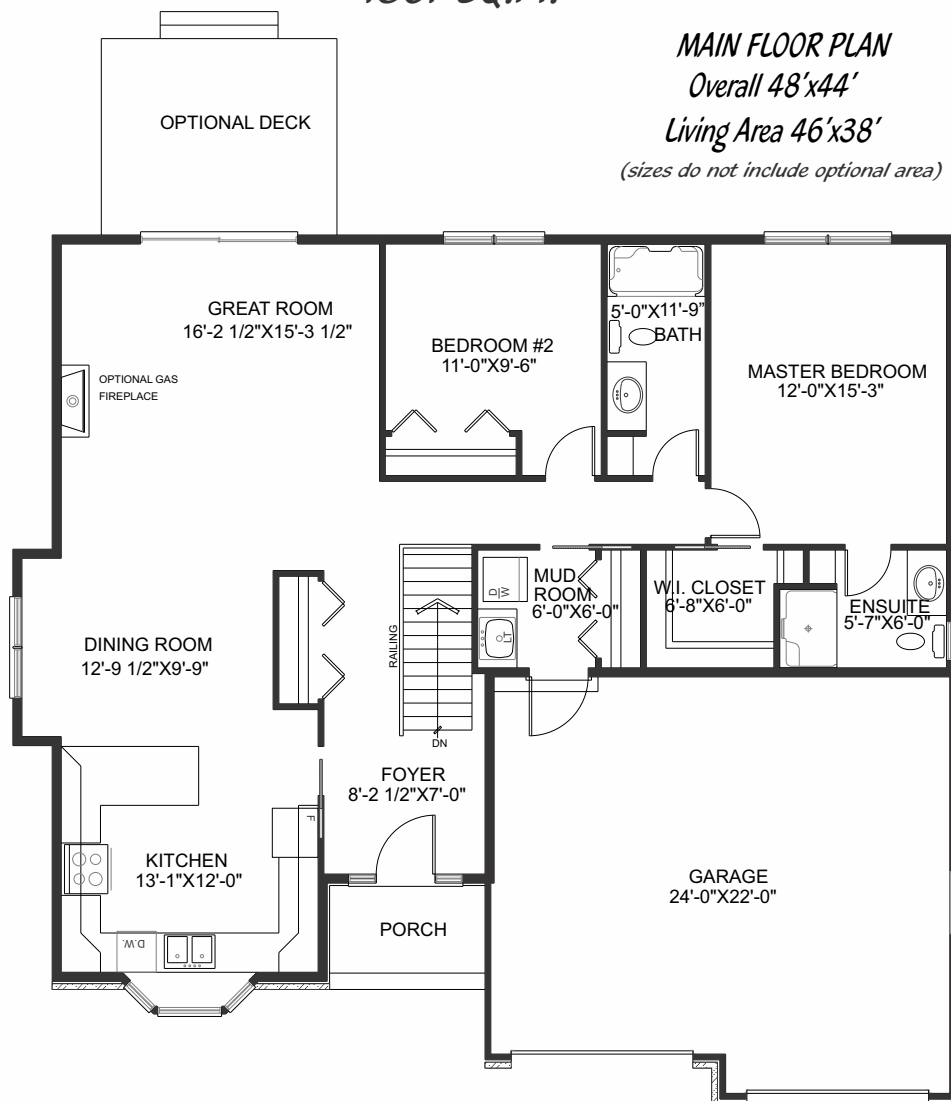 MAIN FLOOR PLAN
Overall 48'x44'
Living Area 46'x38'
(sizes do not include optional area)
OPTIONAL DECK
GREAT ROOM
16'-2 1/2"X15'-3 1/2"
OPTIONAL GAS
FIREPLACE
BEDROOM #2
11'-0"X9'-6"
5'-0"X11'-9"
BATH
MASTER BEDROOM
12'-0"X15'-3"
D/W
MUD
ROOM
6'-0"X6'-0"
LT
W.I. CLOSET
6'-8"X6'-0"
ENSUITE
5'-7"X6'-0"
DINING ROOM
12'-9 1/2"X9'-9"
RAILING
DN
FOYER
8'-2 1/2"X7'-0"
F
KITCHEN
13'-1"X12'-0"
D.W.
PORCH
GARAGE
24'-0"X22'-0"